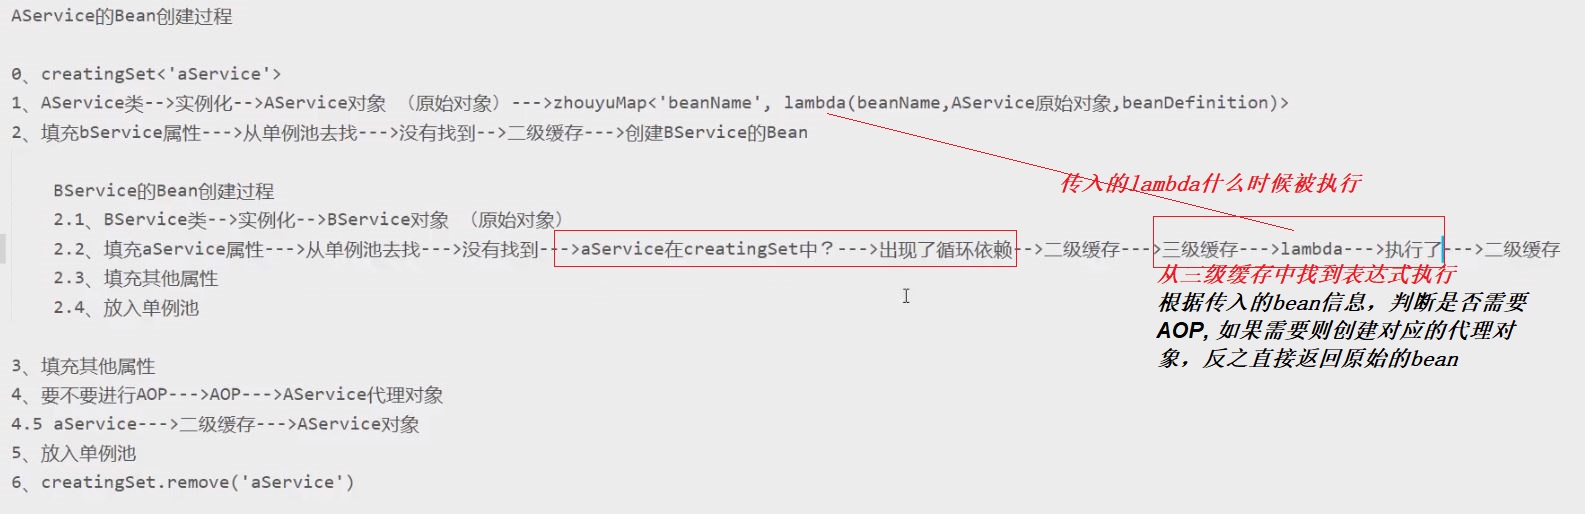 AService的Bean创建过程
0、creatingSet<'aService'>
1、AService类-->实例化-->AService对象 （原始对象）--->zhouyuMap<'beanName', lambda(beanName,AService原始对象,beanDefinition)>
2、填充bService属性--->从单例池去找--->没有找到-->二级缓存--->创建BService的Bean
传入的lambda什么时候被执行
BService的Bean创建过程
2.1、BService类-->实例化-->BService对象 （原始对象）
2.2、填充aService属性--->从单例池去找--->没有找到--->aService在creatingSet中？--->出现了循环依赖-->二级缓存--->三级缓存--->lambda--->执行了--->二级缓存
从三级缓存中找到表达式执行
2.3、填充其他属性
根据传入的bean信息，判断是否需要
2.4、放入单例池
AOP, 如果需要则创建对应的代理对
象，反之直接返回原始的bean
3、填充其他属性
4、要不要进行AOP--->AOP--->AService代理对象
4.5 aService--->二级缓存--->AService对象
5、放入单例池
6、creatingSet.remove('aService')